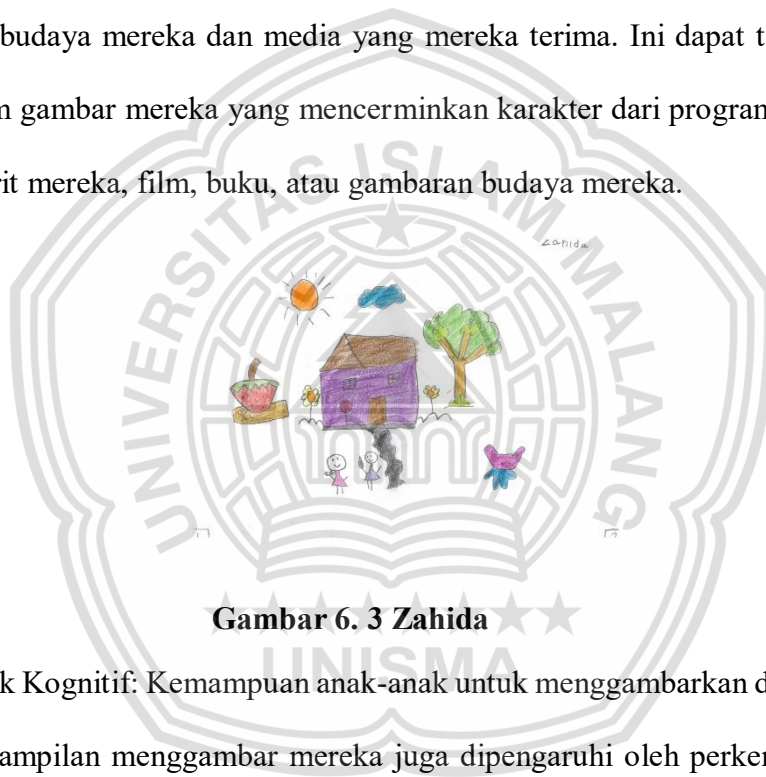 budaya mereka dan media yang mereka terima. Ini dapat t
gambar mereka yang mencerminkan karakter dari progran
rit mereka, film, buku, atau gambaran budaya mereka.
zahida
UNIVERSITAS ISLAM MALANG
Gambar 6. 3 Zahida
UNISMA
k Kognitif: Kemampuan anak-anak untuk menggambarkan d
ampilan menggambar mereka juga dipengaruhi oleh perker